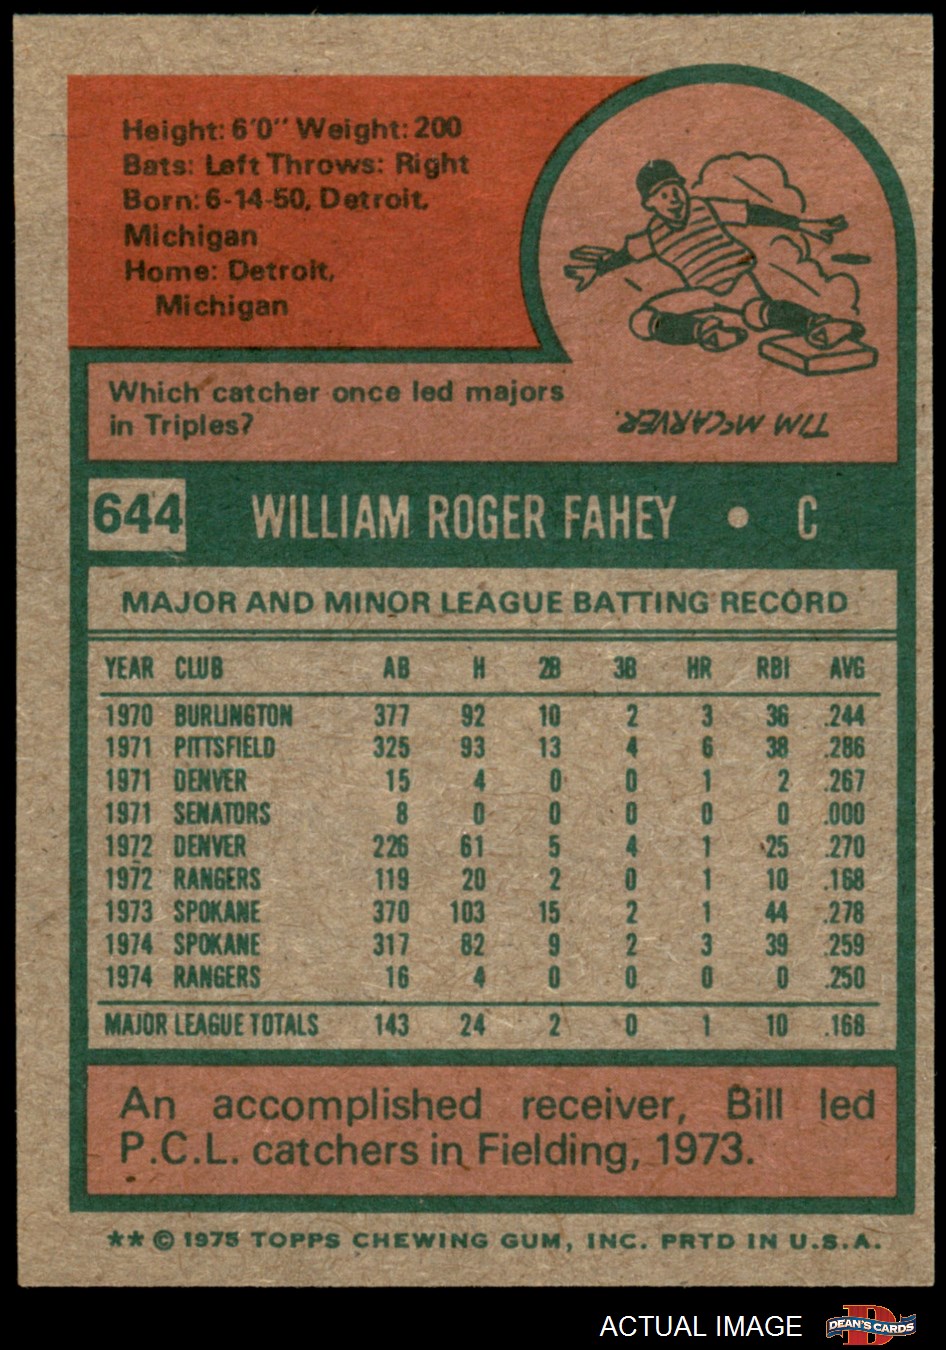 Height: 6'0" Weight: 200
Bats: Left Throws: Right
Born: 6-14-50, Detroit,
Michigan
Home: Detroit,
Michigan
Which catcher once led majors
in Triples?
TIM McCARVER.
644 WILLIAM ROGER FAHEY • C
MAJOR AND MINOR LEAGUE BATTING RECORD
YEAR CLUB AB H 2B 3B HR RBI AVG
1970 BURLINGTON 377 92 10 2 3 36 .244
1971 PITTSFIELD 325 93 13 4 6 38 .286
1971 DENVER 15 4 0 0 1 2 .267
1971 SENATORS 8 0 0 0 0 0 .000
1972 DENVER 226 61 5 4 1 25 .270
1972 RANGERS 119 20 2 0 1 10 .168
1973 SPOKANE 370 103 15 2 1 44 .278
1974 SPOKANE 317 82 9 2 3 39 .259
1974 RANGERS 16 4 0 0 0 0 .250
MAJOR LEAGUE TOTALS 143 24 2 0 1 10 .168
An accomplished receiver, Bill led
P.C.L. catchers in Fielding, 1973.
** © 1975 TOPPS CHEWING GUM, INC. PRTD IN U.S.A.
ACTUAL IMAGE
D
DEAN'S CARDS